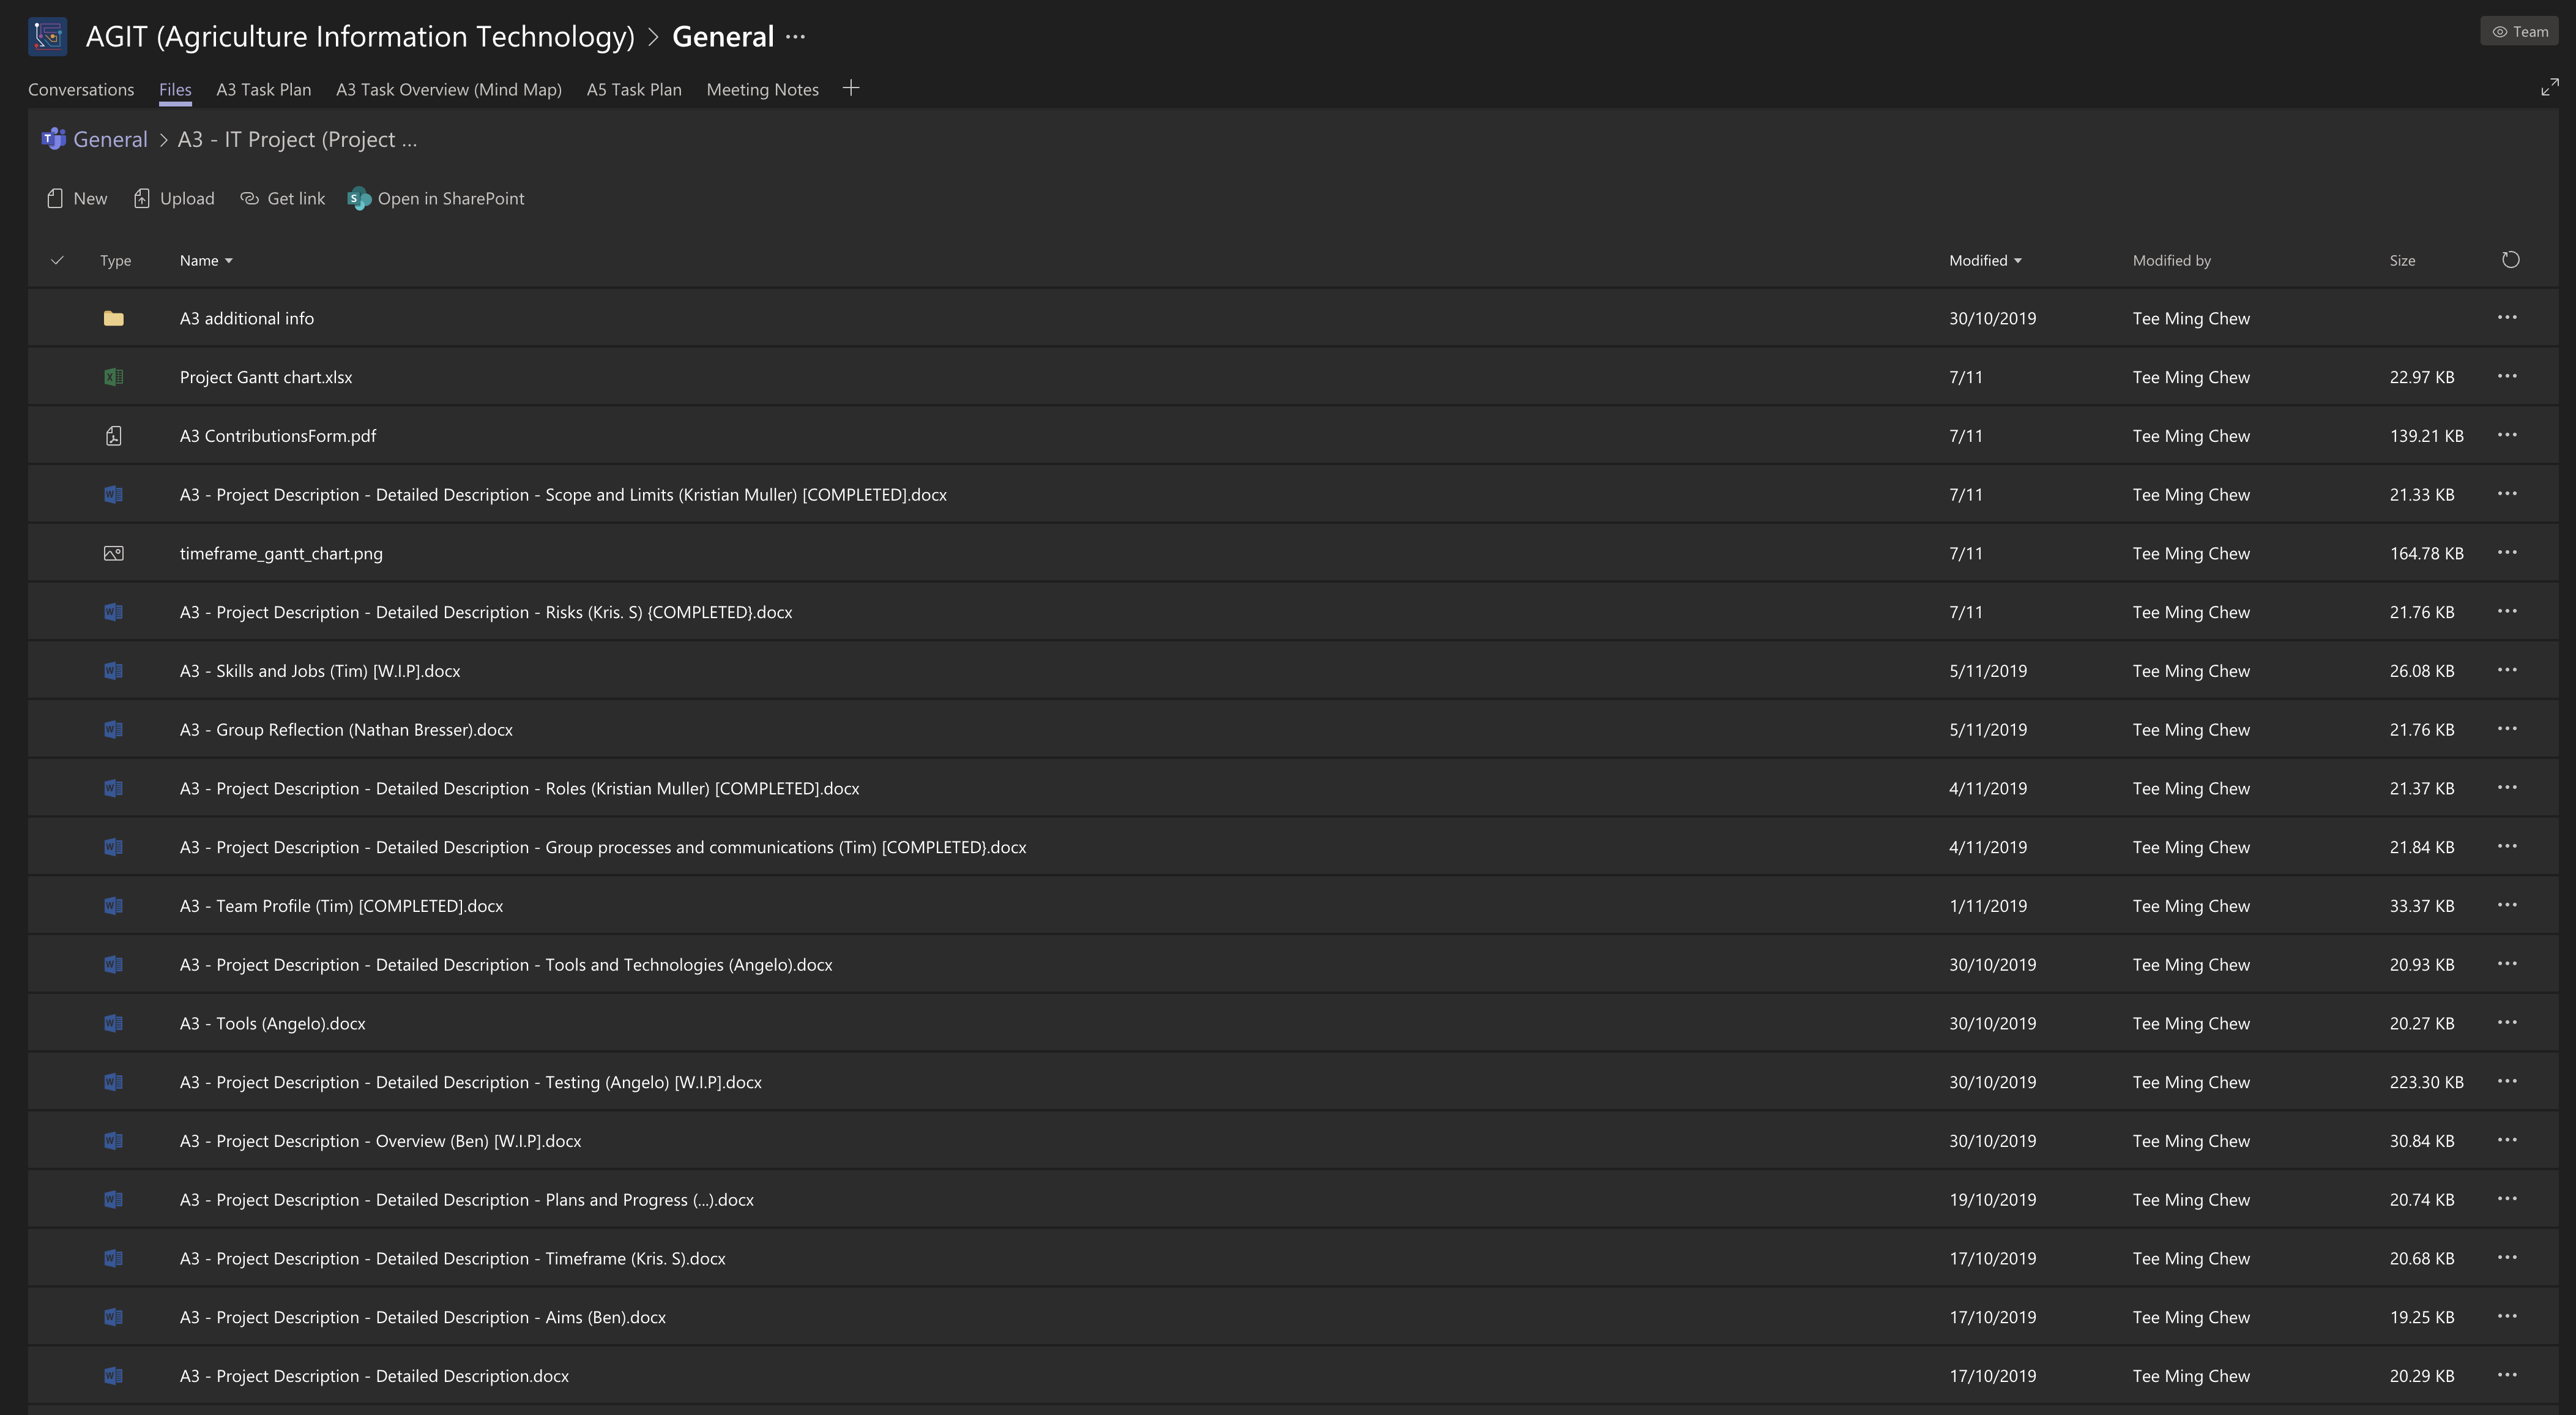 AGIT (Agriculture Information Technology) > General ...
Team
Conversations Files A3 Task Plan A3 Task Overview (Mind Map) A5 Task Plan Meeting Notes +
General > A3 - IT Project (Project ...
New Upload Get link Open in SharePoint
Type Name Modified Modified by Size
A3 additional info 30/10/2019 Tee Ming Chew
Project Gantt chart.xlsx 7/11 Tee Ming Chew 22.97 KB
A3 ContributionsForm.pdf 7/11 Tee Ming Chew 139.21 KB
A3 - Project Description - Detailed Description - Scope and Limits (Kristian Muller) [COMPLETED].docx 7/11 Tee Ming Chew 21.33 KB
timeframe_gantt_chart.png 7/11 Tee Ming Chew 164.78 KB
A3 - Project Description - Detailed Description - Risks (Kris. S) {COMPLETED}.docx 7/11 Tee Ming Chew 21.76 KB
A3 - Skills and Jobs (Tim) [W.I.P].docx 5/11/2019 Tee Ming Chew 26.08 KB
A3 - Group Reflection (Nathan Bresser).docx 5/11/2019 Tee Ming Chew 21.76 KB
A3 - Project Description - Detailed Description - Roles (Kristian Muller) [COMPLETED].docx 4/11/2019 Tee Ming Chew 21.37 KB
A3 - Project Description - Detailed Description - Group processes and communications (Tim) [COMPLETED}.docx 4/11/2019 Tee Ming Chew 21.84 KB
A3 - Team Profile (Tim) [COMPLETED].docx 1/11/2019 Tee Ming Chew 33.37 KB
A3 - Project Description - Detailed Description - Tools and Technologies (Angelo).docx 30/10/2019 Tee Ming Chew 20.93 KB
A3 - Tools (Angelo).docx 30/10/2019 Tee Ming Chew 20.27 KB
A3 - Project Description - Detailed Description - Testing (Angelo) [W.I.P].docx 30/10/2019 Tee Ming Chew 223.30 KB
A3 - Project Description - Overview (Ben) [W.I.P].docx 30/10/2019 Tee Ming Chew 30.84 KB
A3 - Project Description - Detailed Description - Plans and Progress (...).docx 19/10/2019 Tee Ming Chew 20.74 KB
A3 - Project Description - Detailed Description - Timeframe (Kris. S).docx 17/10/2019 Tee Ming Chew 20.68 KB
A3 - Project Description - Detailed Description - Aims (Ben).docx 17/10/2019 Tee Ming Chew 19.25 KB
A3 - Project Description - Detailed Description.docx 17/10/2019 Tee Ming Chew 20.29 KB